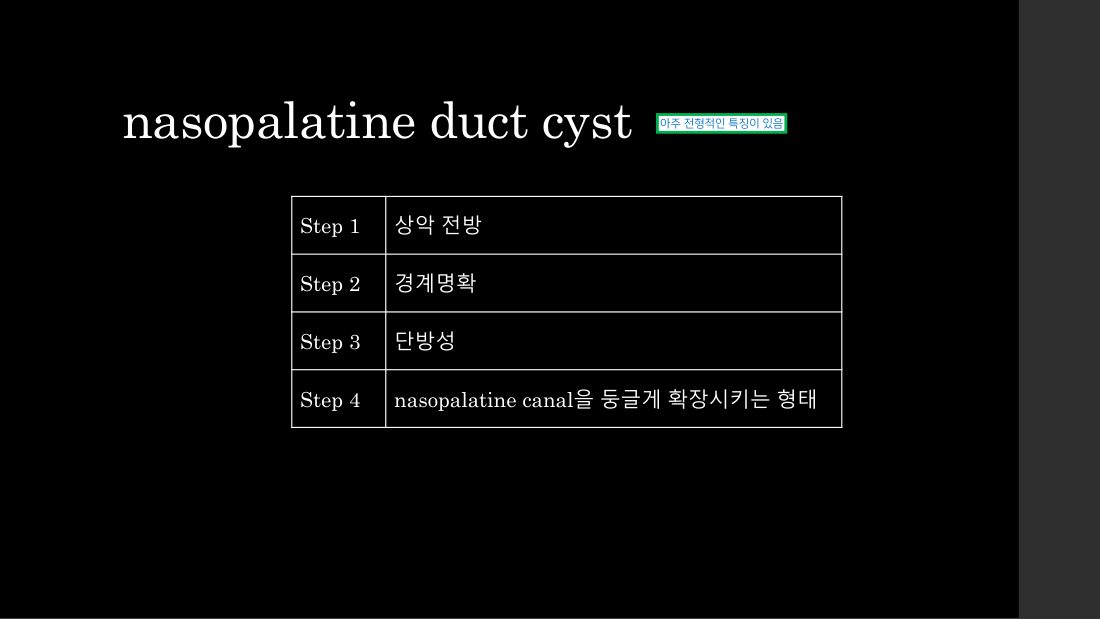 nasopalatine duct cyst
아주 전형적인 특징이 있음
Step 1 상악 전방
Step 2 경계명확
Step 3 단방성
Step 4 nasopalatine canal을 둥글게 확장시키는 형태